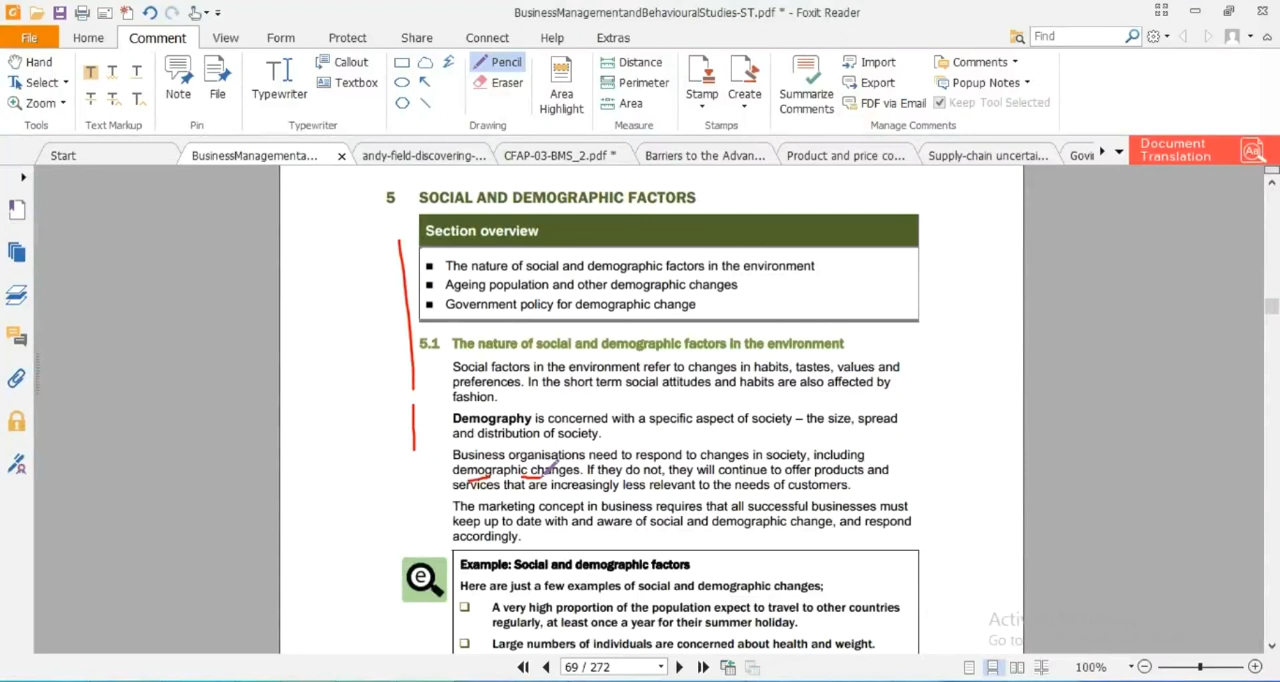 BusinessManagementandBehaviouralStudies-ST.pdf * - Foxit Reader
File Home Comment View Form Protect Share Connect Help Extras Find
Hand
Select
Zoom
Tools
T T T
T T T
Text Markup
Note File
Pin
Typewriter
Callout
Textbox
Typewriter
Pencil
Eraser
Drawing
Area
Highlight
Distance
Perimeter
Area
Measure
Stamp Create
Stamps
Summarize
Comments
Import
Export
FDF via Email
Comments
Popup Notes
Keep Tool Selected
Manage Comments
Start BusinessManagementa... andy-field-discovering-... CFAP-03-BMS_2.pdf * Barriers to the Advan... Product and price co... Supply-chain uncertai... Govi
Document
Translation
5 SOCIAL AND DEMOGRAPHIC FACTORS
Section overview
■ The nature of social and demographic factors in the environment
■ Ageing population and other demographic changes
■ Government policy for demographic change
5.1 The nature of social and demographic factors in the environment
Social factors in the environment refer to changes in habits, tastes, values and
preferences. In the short term social attitudes and habits are also affected by
fashion.
Demography is concerned with a specific aspect of society – the size, spread
and distribution of society.
Business organisations need to respond to changes in society, including
demographic changes. If they do not, they will continue to offer products and
services that are increasingly less relevant to the needs of customers.
The marketing concept in business requires that all successful businesses must
keep up to date with and aware of social and demographic change, and respond
accordingly.
e
Example: Social and demographic factors
Here are just a few examples of social and demographic changes;
❑ A very high proportion of the population expect to travel to other countries
regularly, at least once a year for their summer holiday.
❑ Large numbers of individuals are concerned about health and weight.
Acti
Go to
69 / 272
100%